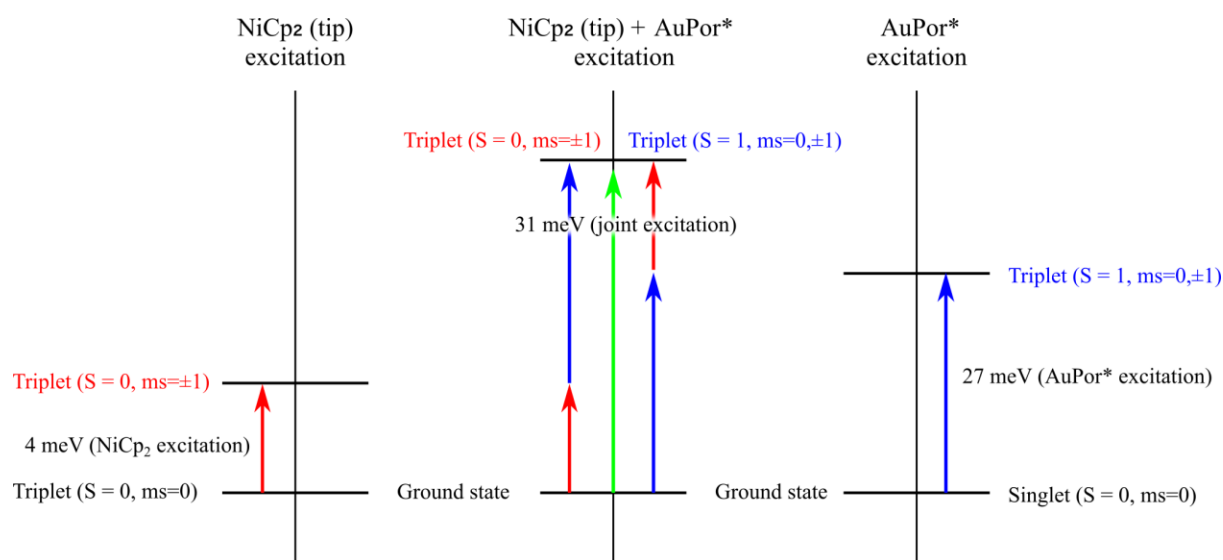 NiCp₂ (tip)
excitation
NiCp₂ (tip) + AuPor*
excitation
AuPor*
excitation
Triplet (S = 0, ms=±1)
Triplet (S = 1, ms=0,±1)
31 meV (joint excitation)
Triplet (S = 1, ms=0,±1)
Triplet (S = 0, ms=±1)
27 meV (AuPor* excitation)
4 meV (NiCp₂ excitation)
Triplet (S = 0, ms=0)
Ground state
Ground state
Singlet (S = 0, ms=0)